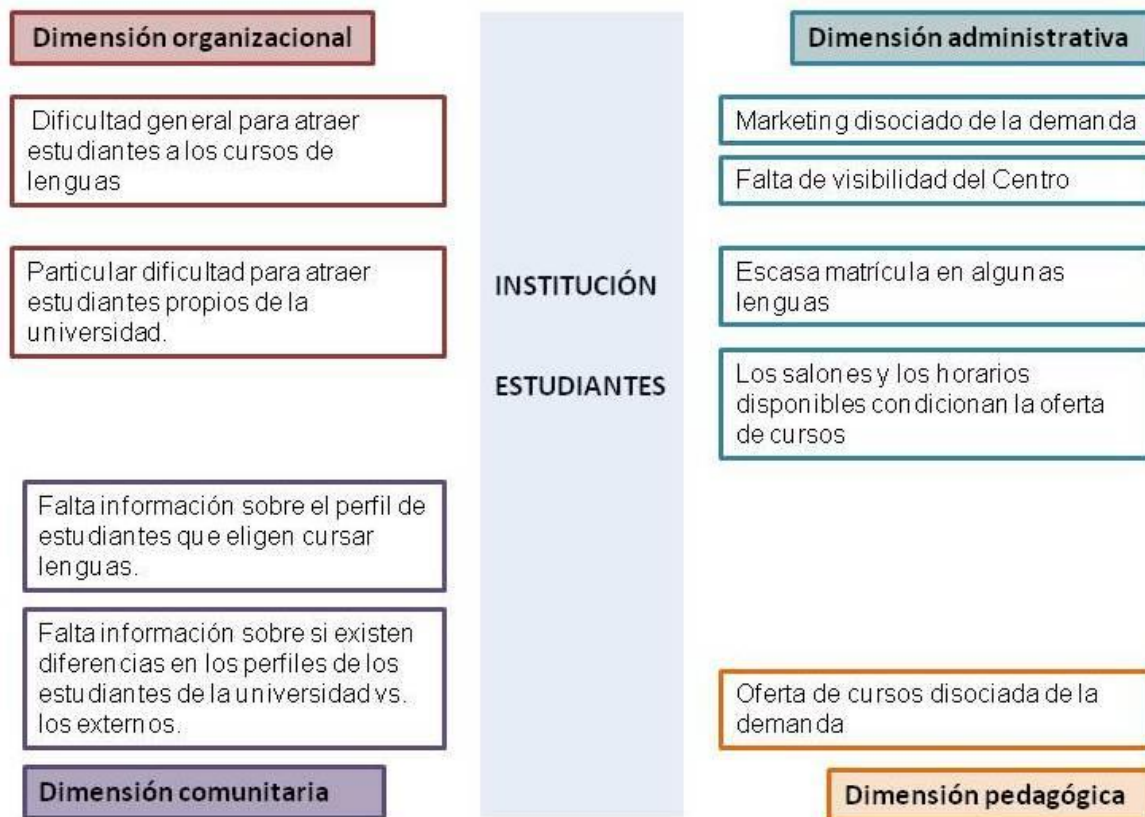 Dimensión organizacional
Dificultad general para atraer
estudiantes a los cursos de
lenguas
Particular dificultad para atraer
estudiantes propios de la
universidad.
Falta información sobre el perfil de
estudiantes que eligen cursar
lenguas.
Falta información sobre si existen
diferencias en los perfiles de los
estudiantes de la universidad vs.
los externos.
Dimensión comunitaria
INSTITUCIÓN
ESTUDIANTES
Dimensión administrativa
Marketing disociado de la demanda
Falta de visibilidad del Centro
Escasa matrícula en algunas
lenguas
Los salones y los horarios
disponibles condicionan la oferta
de cursos
Oferta de cursos disociada de la
demanda
Dimensión pedagógica